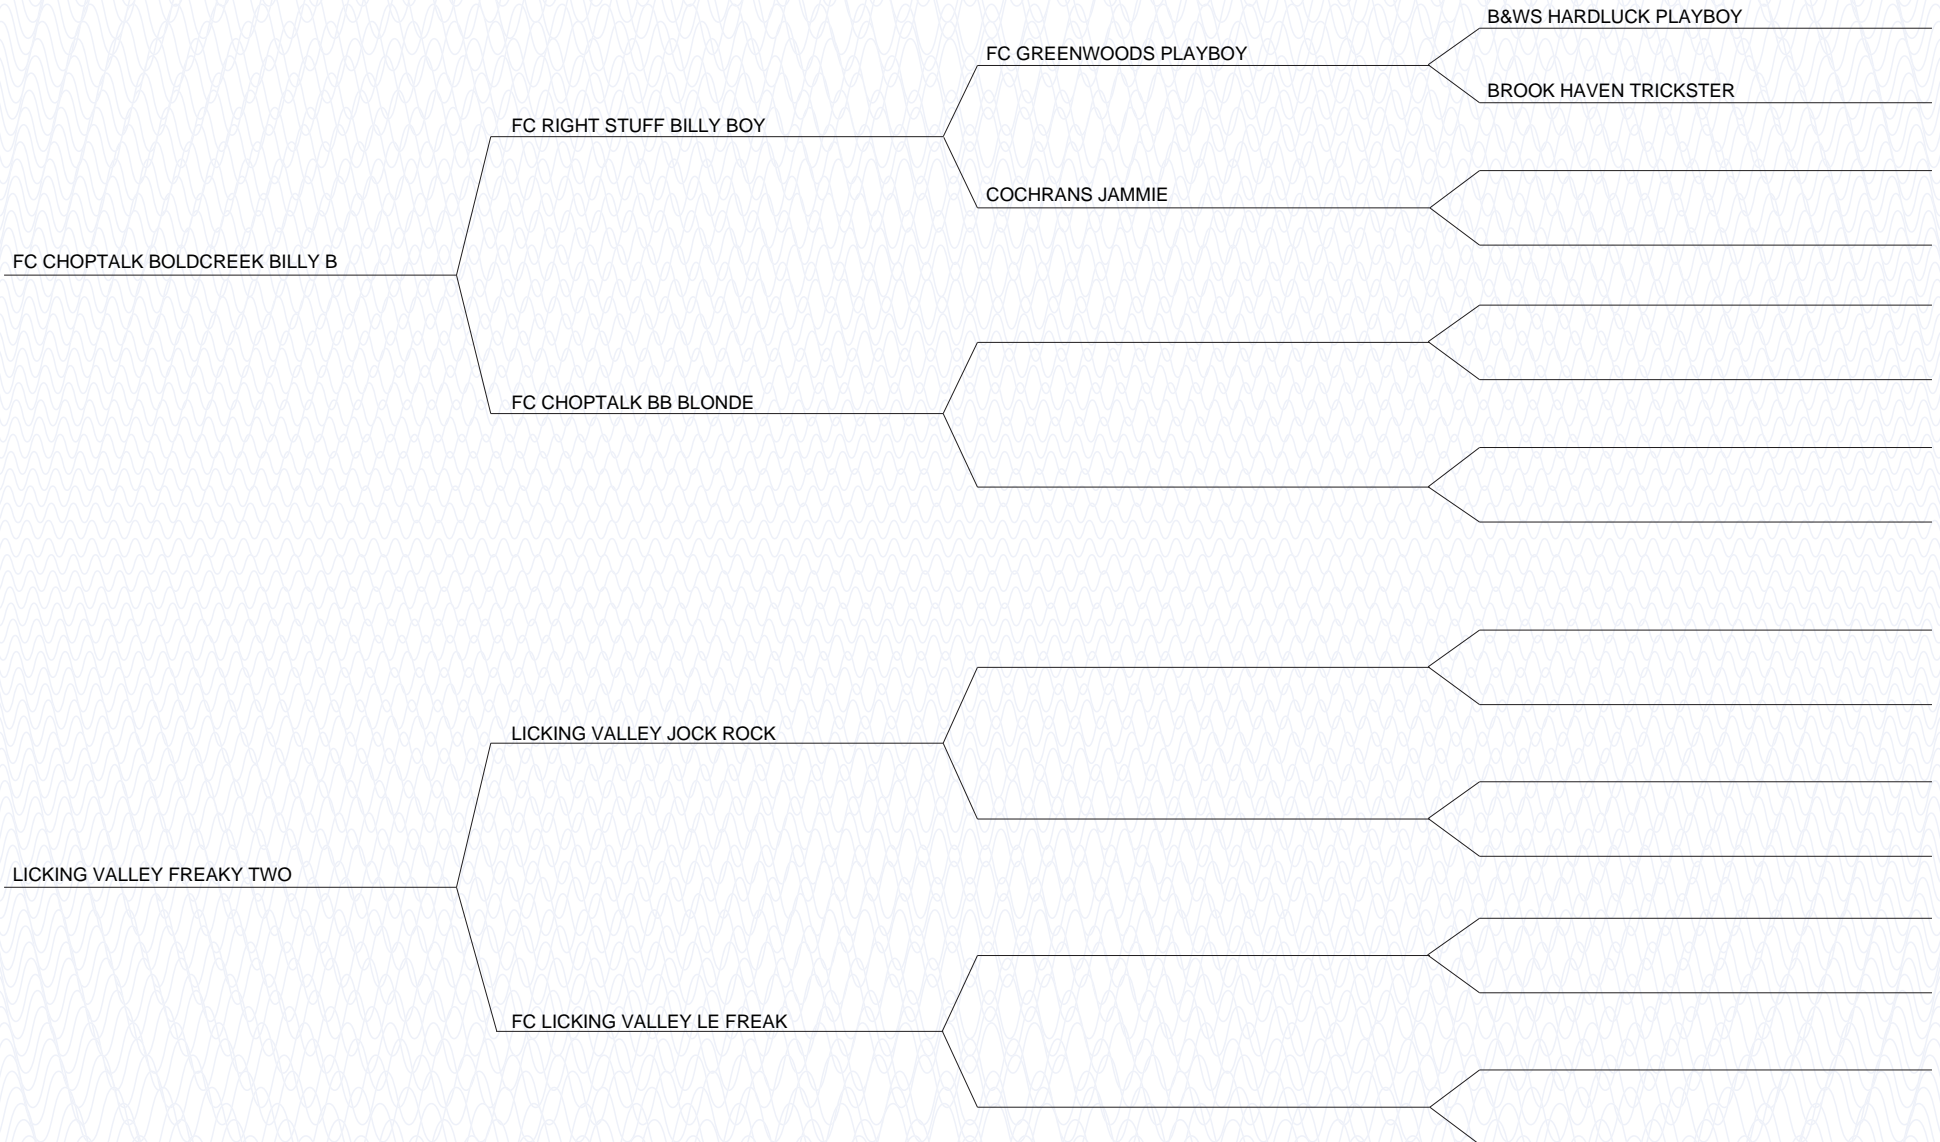 B&WS HARDLUCK PLAYBOY
FC GREENWOODS PLAYBOY
BROOK HAVEN TRICKSTER
FC RIGHT STUFF BILLY BOY
COCHRANS JAMMIE
FC CHOPTALK BOLDCREEK BILLY B
FC CHOPTALK BB BLONDE
LICKING VALLEY JOCK ROCK
LICKING VALLEY FREAKY TWO
FC LICKING VALLEY LE FREAK